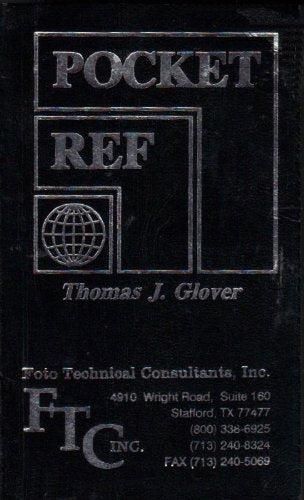 POCKET
REF
Thomas J. Glover
Foto Technical Consultants, Inc.
FTC INC.
4910 Wright Road, Suite 160
Stafford, TX 77477
(800) 336-6925
(713) 240-8324
FAX (713) 240-5069